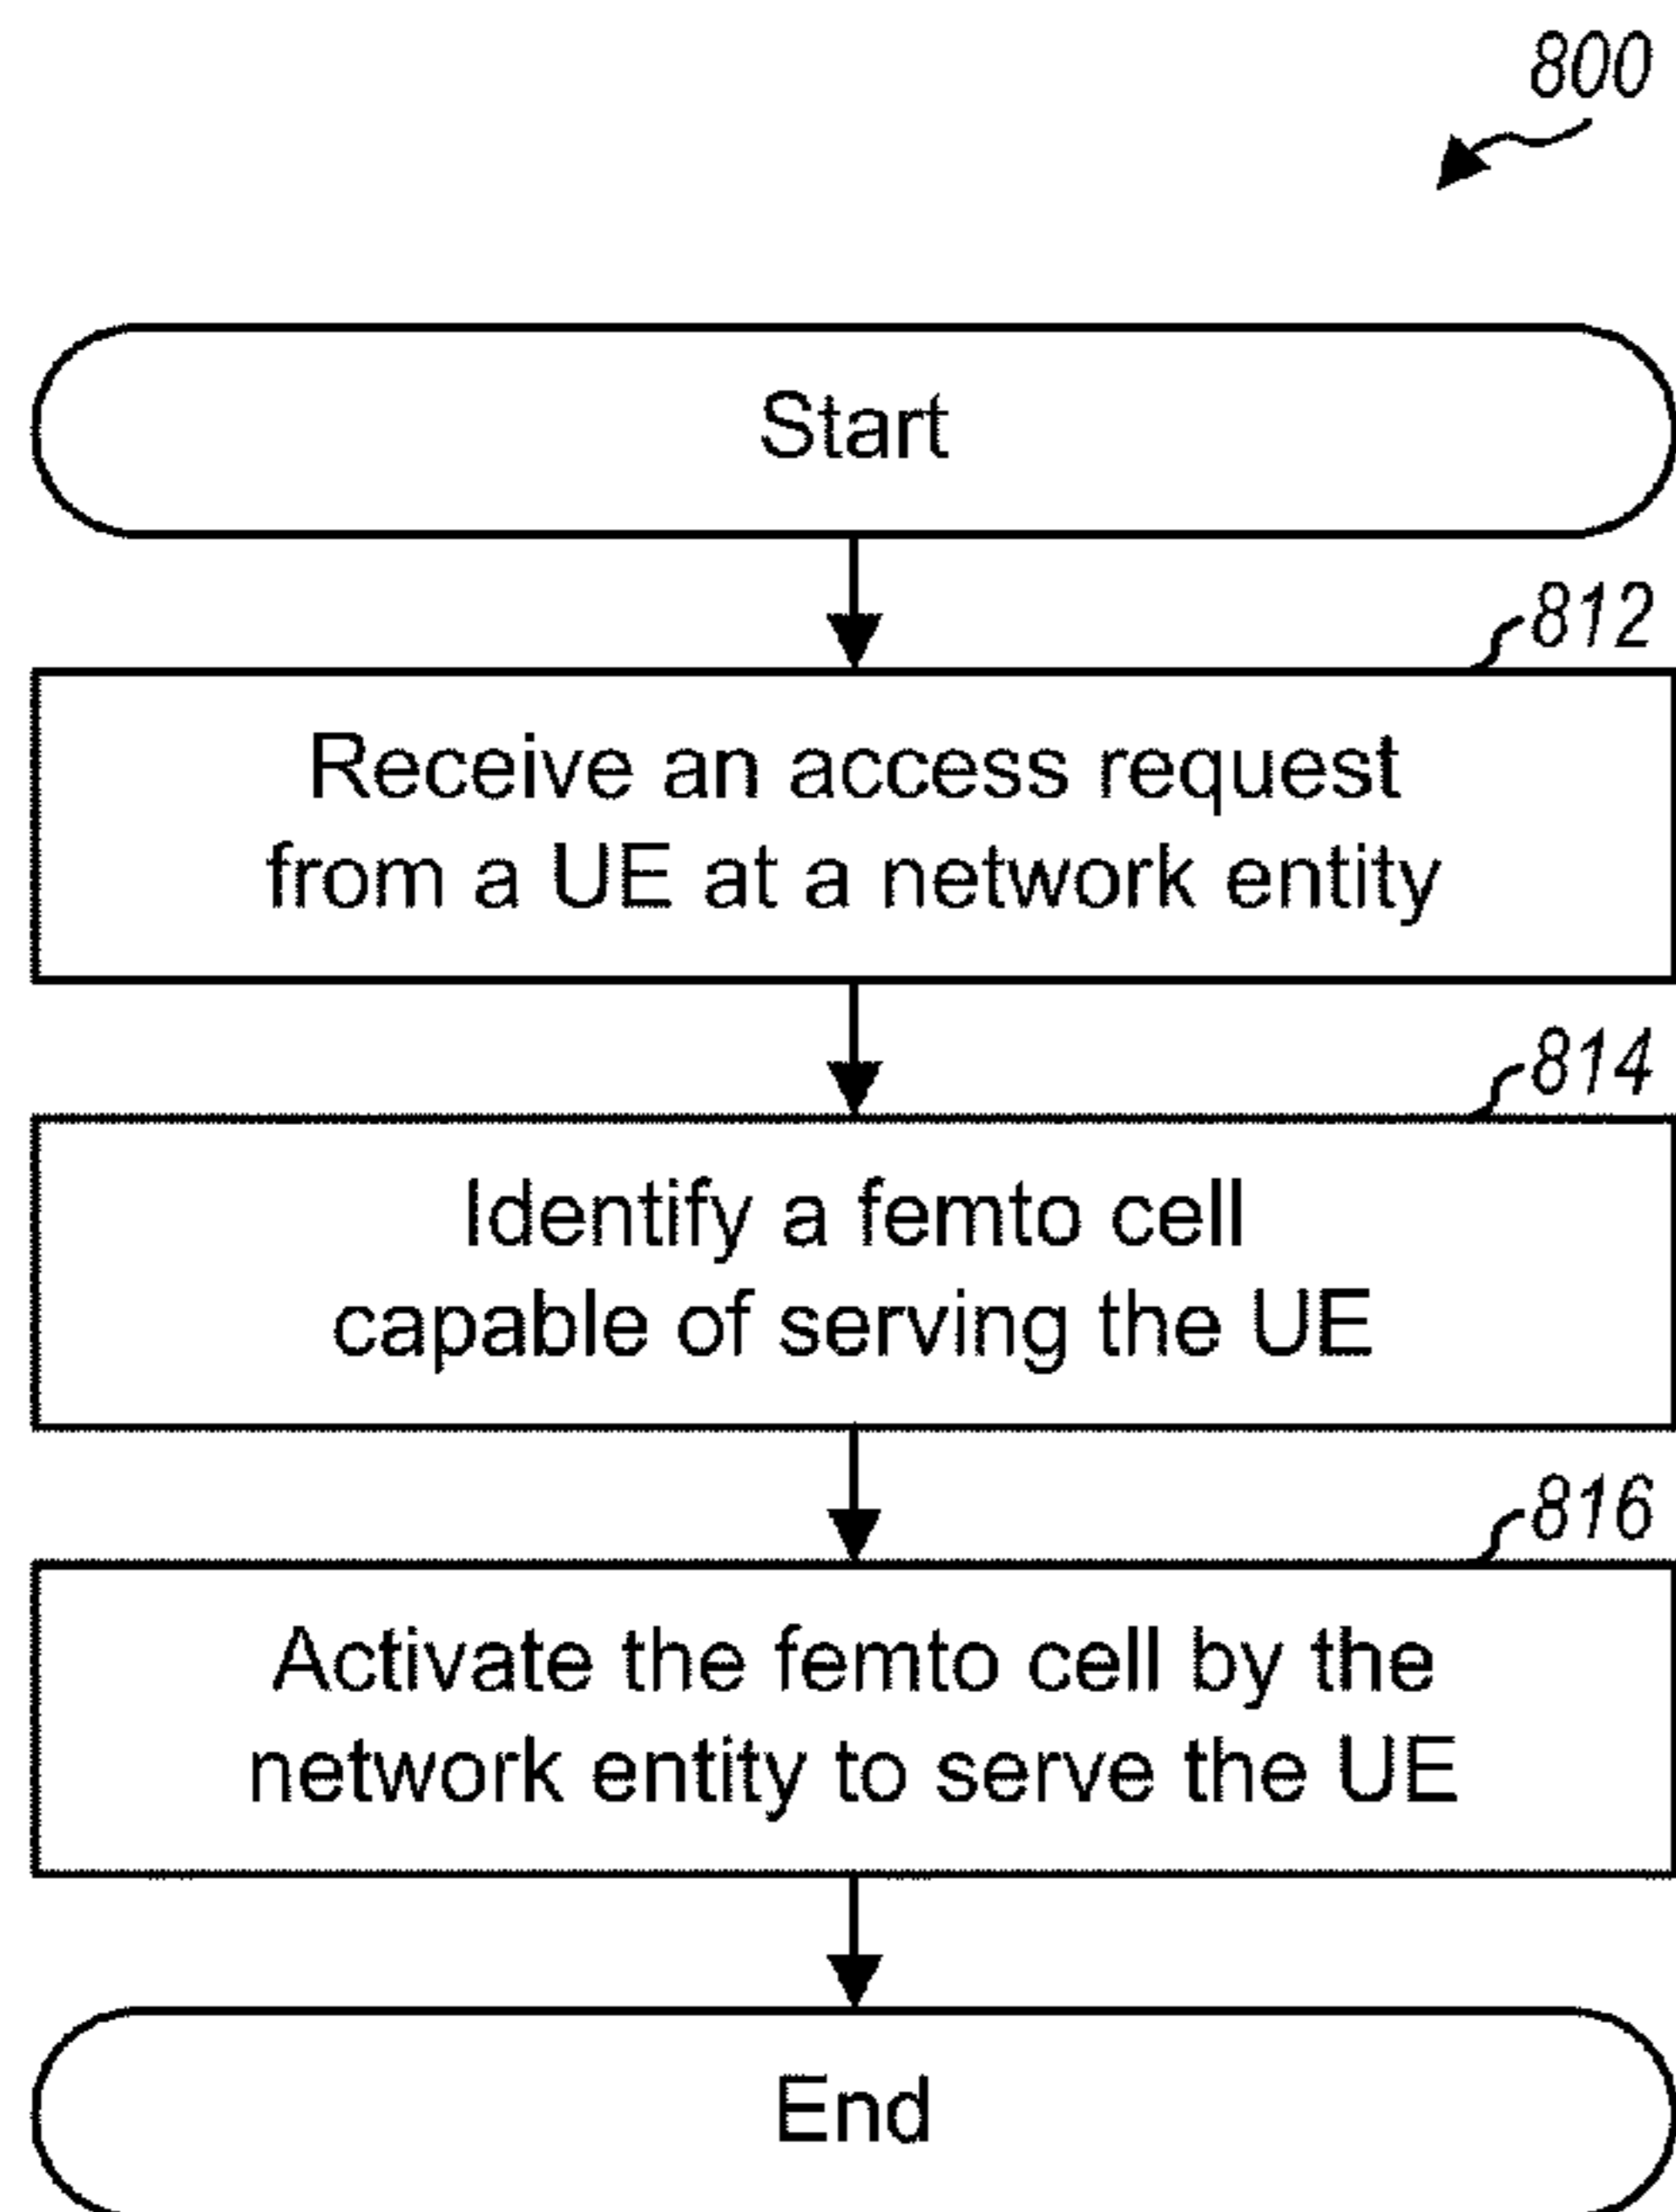 800
Start
812
Receive an access request
from a UE at a network entity
814
Identify a femto cell
capable of serving the UE
816
Activate the femto cell by the
network entity to serve the UE
End